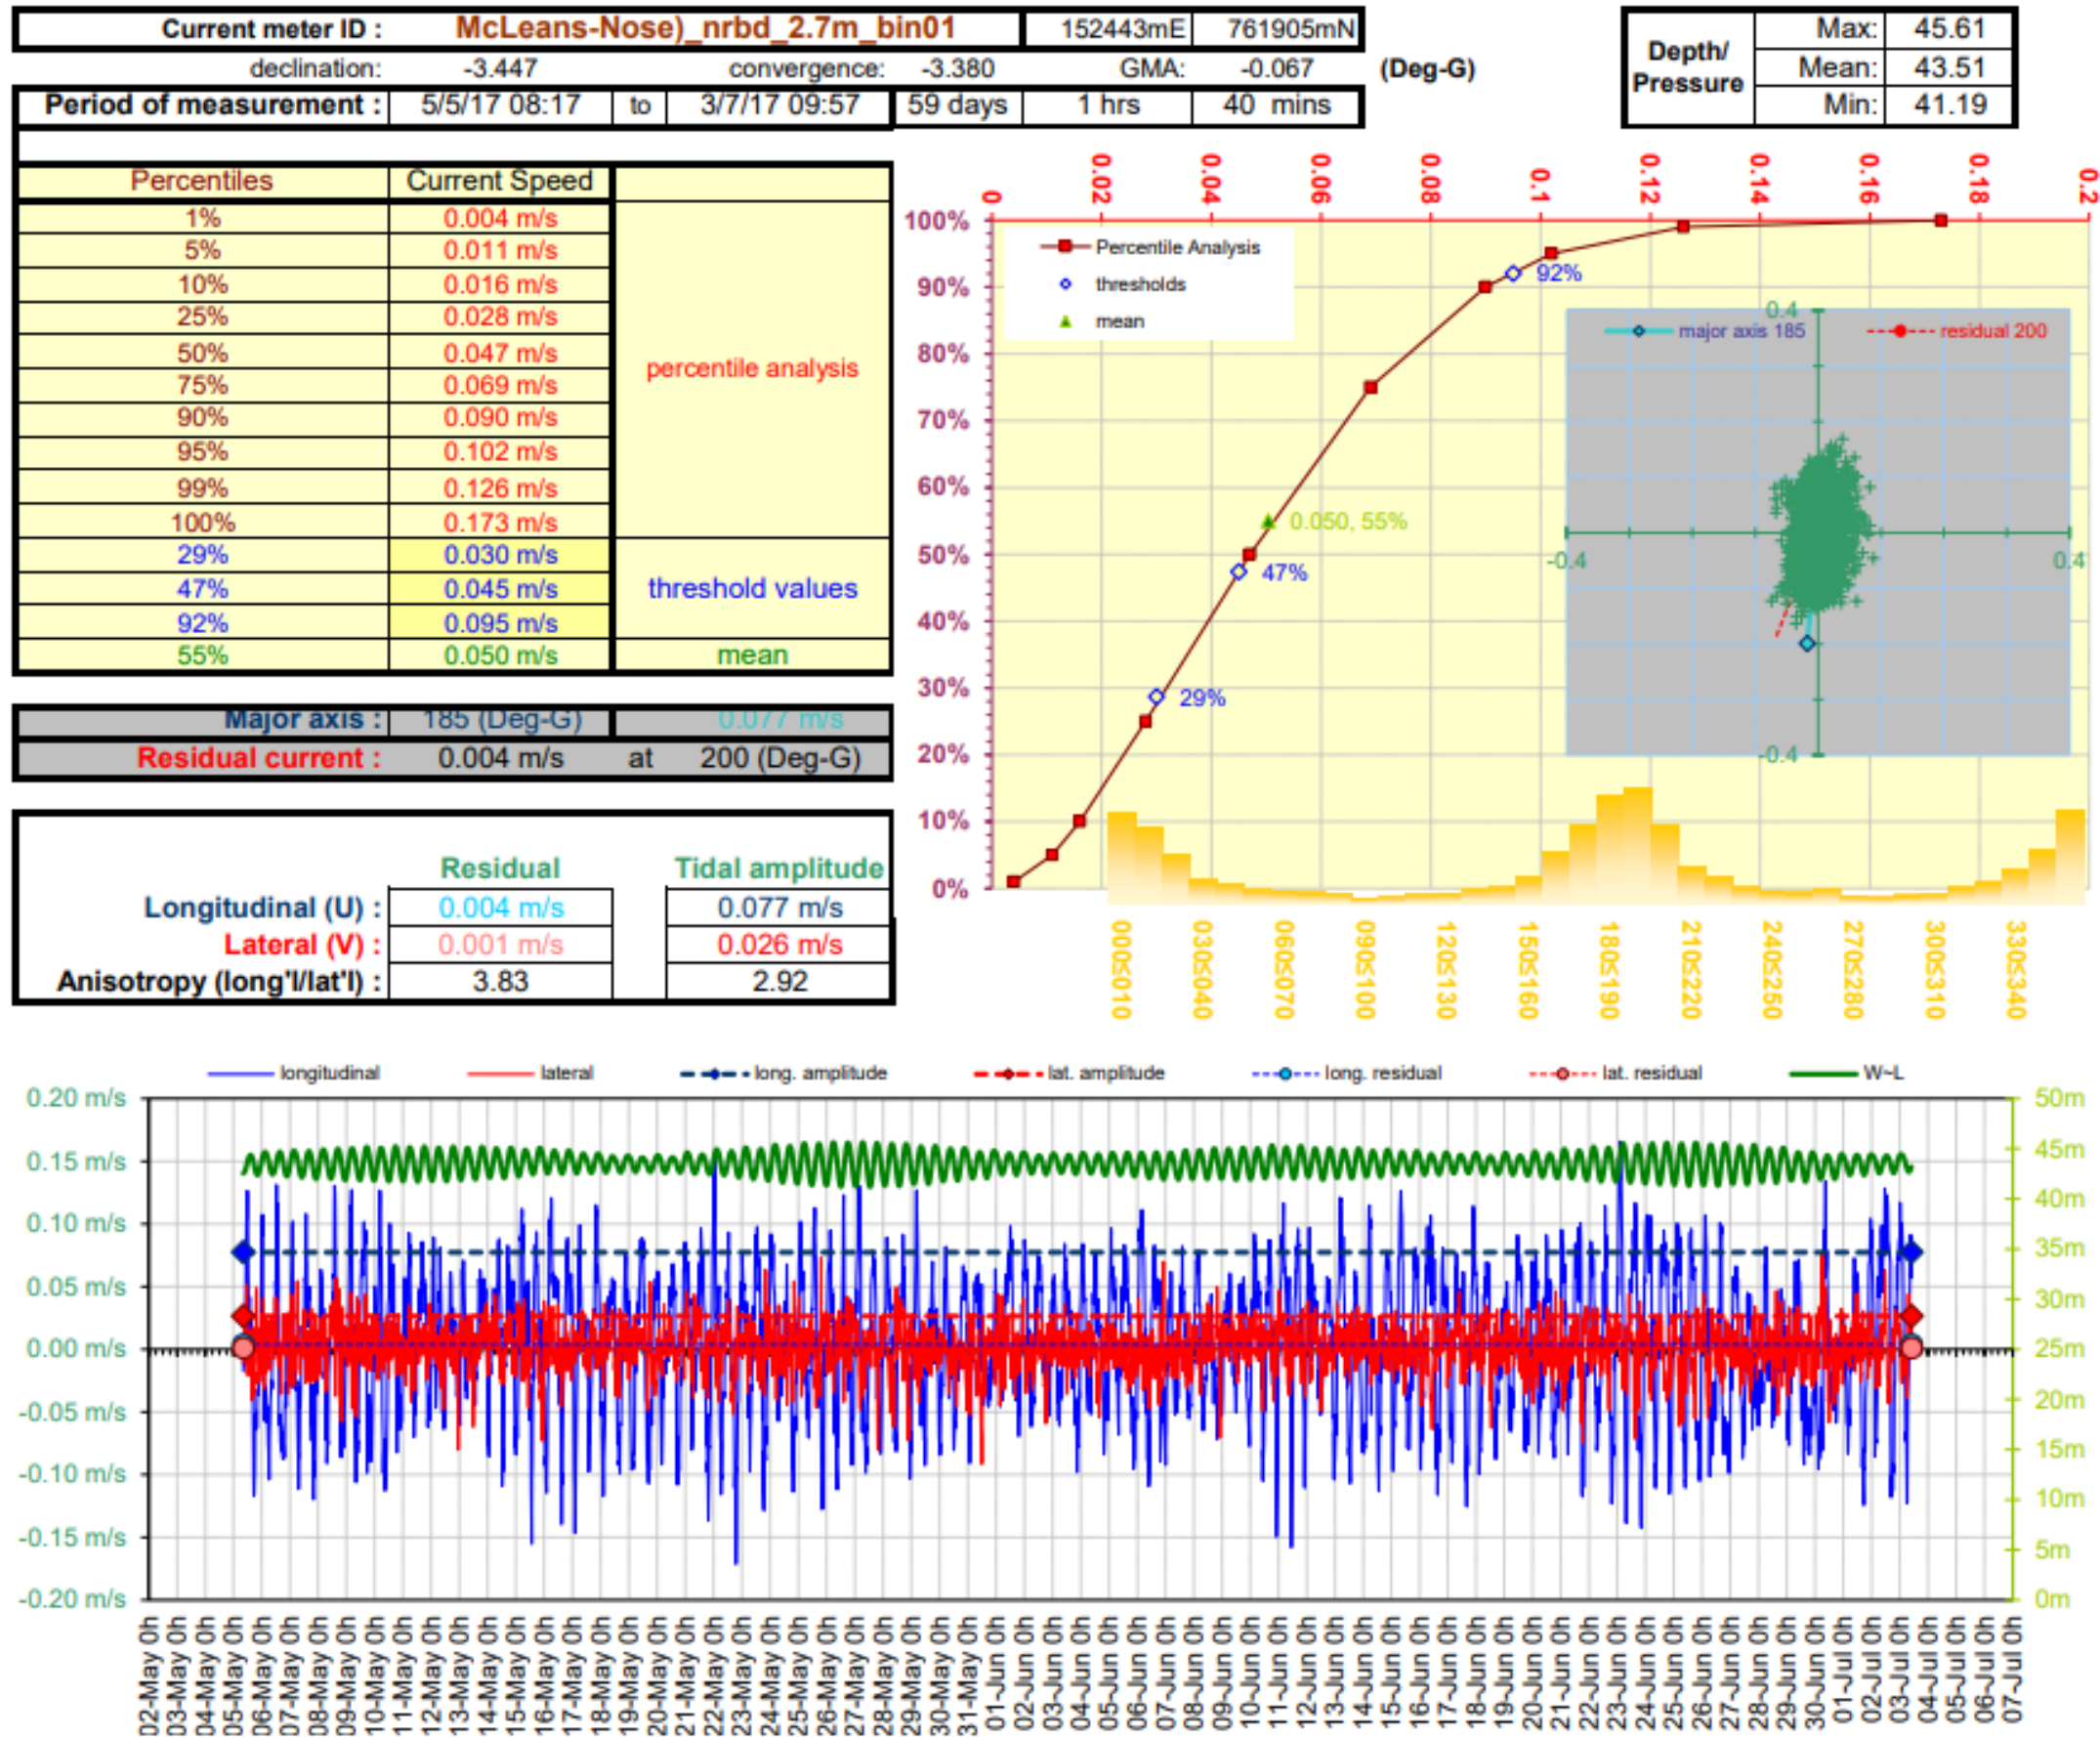 Current meter ID : McLeans-Nose)_nrbd_2.7m_bin01 152443mE 761905mN
declination: -3.447 convergence: -3.380 GMA: -0.067 (Deg-G)
Period of measurement : 5/5/17 08:17 to 3/7/17 09:57 59 days 1 hrs 40 mins
Depth/ Pressure
Max: 45.61
Mean: 43.51
Min: 41.19
Percentiles Current Speed
1% 0.004 m/s
5% 0.011 m/s
10% 0.016 m/s
25% 0.028 m/s
50% 0.047 m/s
75% 0.069 m/s
90% 0.090 m/s
95% 0.102 m/s
99% 0.126 m/s
100% 0.173 m/s
percentile analysis
29% 0.030 m/s
47% 0.045 m/s
92% 0.095 m/s
threshold values
55% 0.050 m/s mean
Major axis : 185 (Deg-G) 0.077 m/s
Residual current : 0.004 m/s at 200 (Deg-G)
Residual Tidal amplitude
Longitudinal (U) : 0.004 m/s 0.077 m/s
Lateral (V) : 0.001 m/s 0.026 m/s
Anisotropy (long'l/lat'l) : 3.83 2.92
0 0.02 0.04 0.06 0.08 0.1 0.12 0.14 0.16 0.18 0.2
100%
90%
80%
70%
60%
50%
40%
30%
20%
10%
0%
Percentile Analysis
thresholds
mean
92%
0.050, 55%
47%
29%
0.4
major axis 185 residual 200
-0.4 0.4
-0.4
000≤010 030≤040 060≤070 090≤100 120≤130 150≤160 180≤190 210≤220 240≤250 270≤280 300≤310 330≤340
longitudinal lateral long. amplitude lat. amplitude long. residual lat. residual W~L
0.20 m/s
0.15 m/s
0.10 m/s
0.05 m/s
0.00 m/s
-0.05 m/s
-0.10 m/s
-0.15 m/s
-0.20 m/s
50m
45m
40m
35m
30m
25m
20m
15m
10m
5m
0m
02-May 0h
03-May 0h
04-May 0h
05-May 0h
06-May 0h
07-May 0h
08-May 0h
09-May 0h
10-May 0h
11-May 0h
12-May 0h
13-May 0h
14-May 0h
15-May 0h
16-May 0h
17-May 0h
18-May 0h
19-May 0h
20-May 0h
21-May 0h
22-May 0h
23-May 0h
24-May 0h
25-May 0h
26-May 0h
27-May 0h
28-May 0h
29-May 0h
30-May 0h
31-May 0h
01-Jun 0h
02-Jun 0h
03-Jun 0h
04-Jun 0h
05-Jun 0h
06-Jun 0h
07-Jun 0h
08-Jun 0h
09-Jun 0h
10-Jun 0h
11-Jun 0h
12-Jun 0h
13-Jun 0h
14-Jun 0h
15-Jun 0h
16-Jun 0h
17-Jun 0h
18-Jun 0h
19-Jun 0h
20-Jun 0h
21-Jun 0h
22-Jun 0h
23-Jun 0h
24-Jun 0h
25-Jun 0h
26-Jun 0h
27-Jun 0h
28-Jun 0h
29-Jun 0h
30-Jun 0h
01-Jul 0h
02-Jul 0h
03-Jul 0h
04-Jul 0h
05-Jul 0h
06-Jul 0h
07-Jul 0h